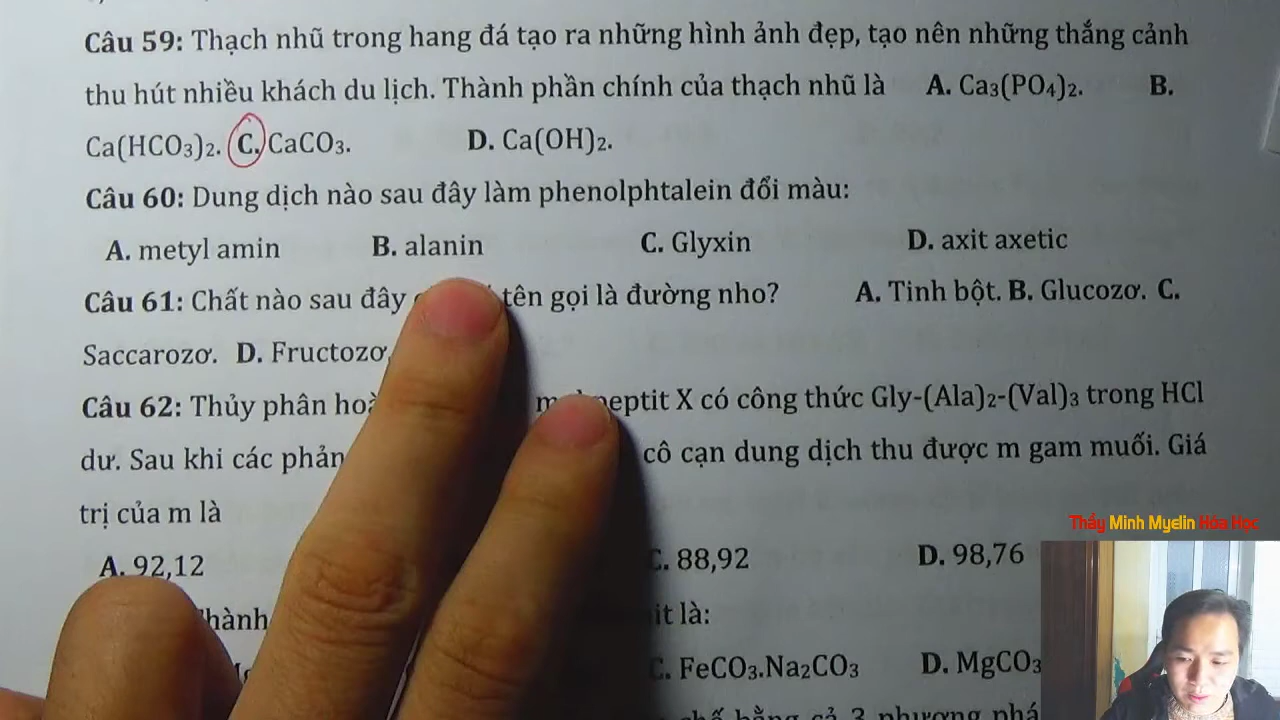 Câu 59: Thạch nhũ trong hang đá tạo ra những hình ảnh đẹp, tạo nên những thắng cảnh
thu hút nhiều khách du lịch. Thành phần chính của thạch nhũ là A. Ca₃(PO₄)₂. B.
Ca(HCO₃)₂. C. CaCO₃. D. Ca(OH)₂.
Câu 60: Dung dịch nào sau đây làm phenolphtalein đổi màu:
A. metyl amin B. alanin C. Glyxin D. axit axetic
Câu 61: Chất nào sau đây tên gọi là đường nho? A. Tinh bột. B. Glucozơ. C.
Saccarozơ. D. Fructozơ
Câu 62: Thủy phân X có công thức Gly-(Ala)₂-(Val)₃ trong HCl
dư. Sau khi các phản cô cạn dung dịch thu được m gam muối. Giá
trị của m là
A. 92,12 C. 88,92 D. 98,76
là:
C. FeCO₃.Na₂CO₃ D. MgCO₃
Thầy Minh Myelin Hóa Học